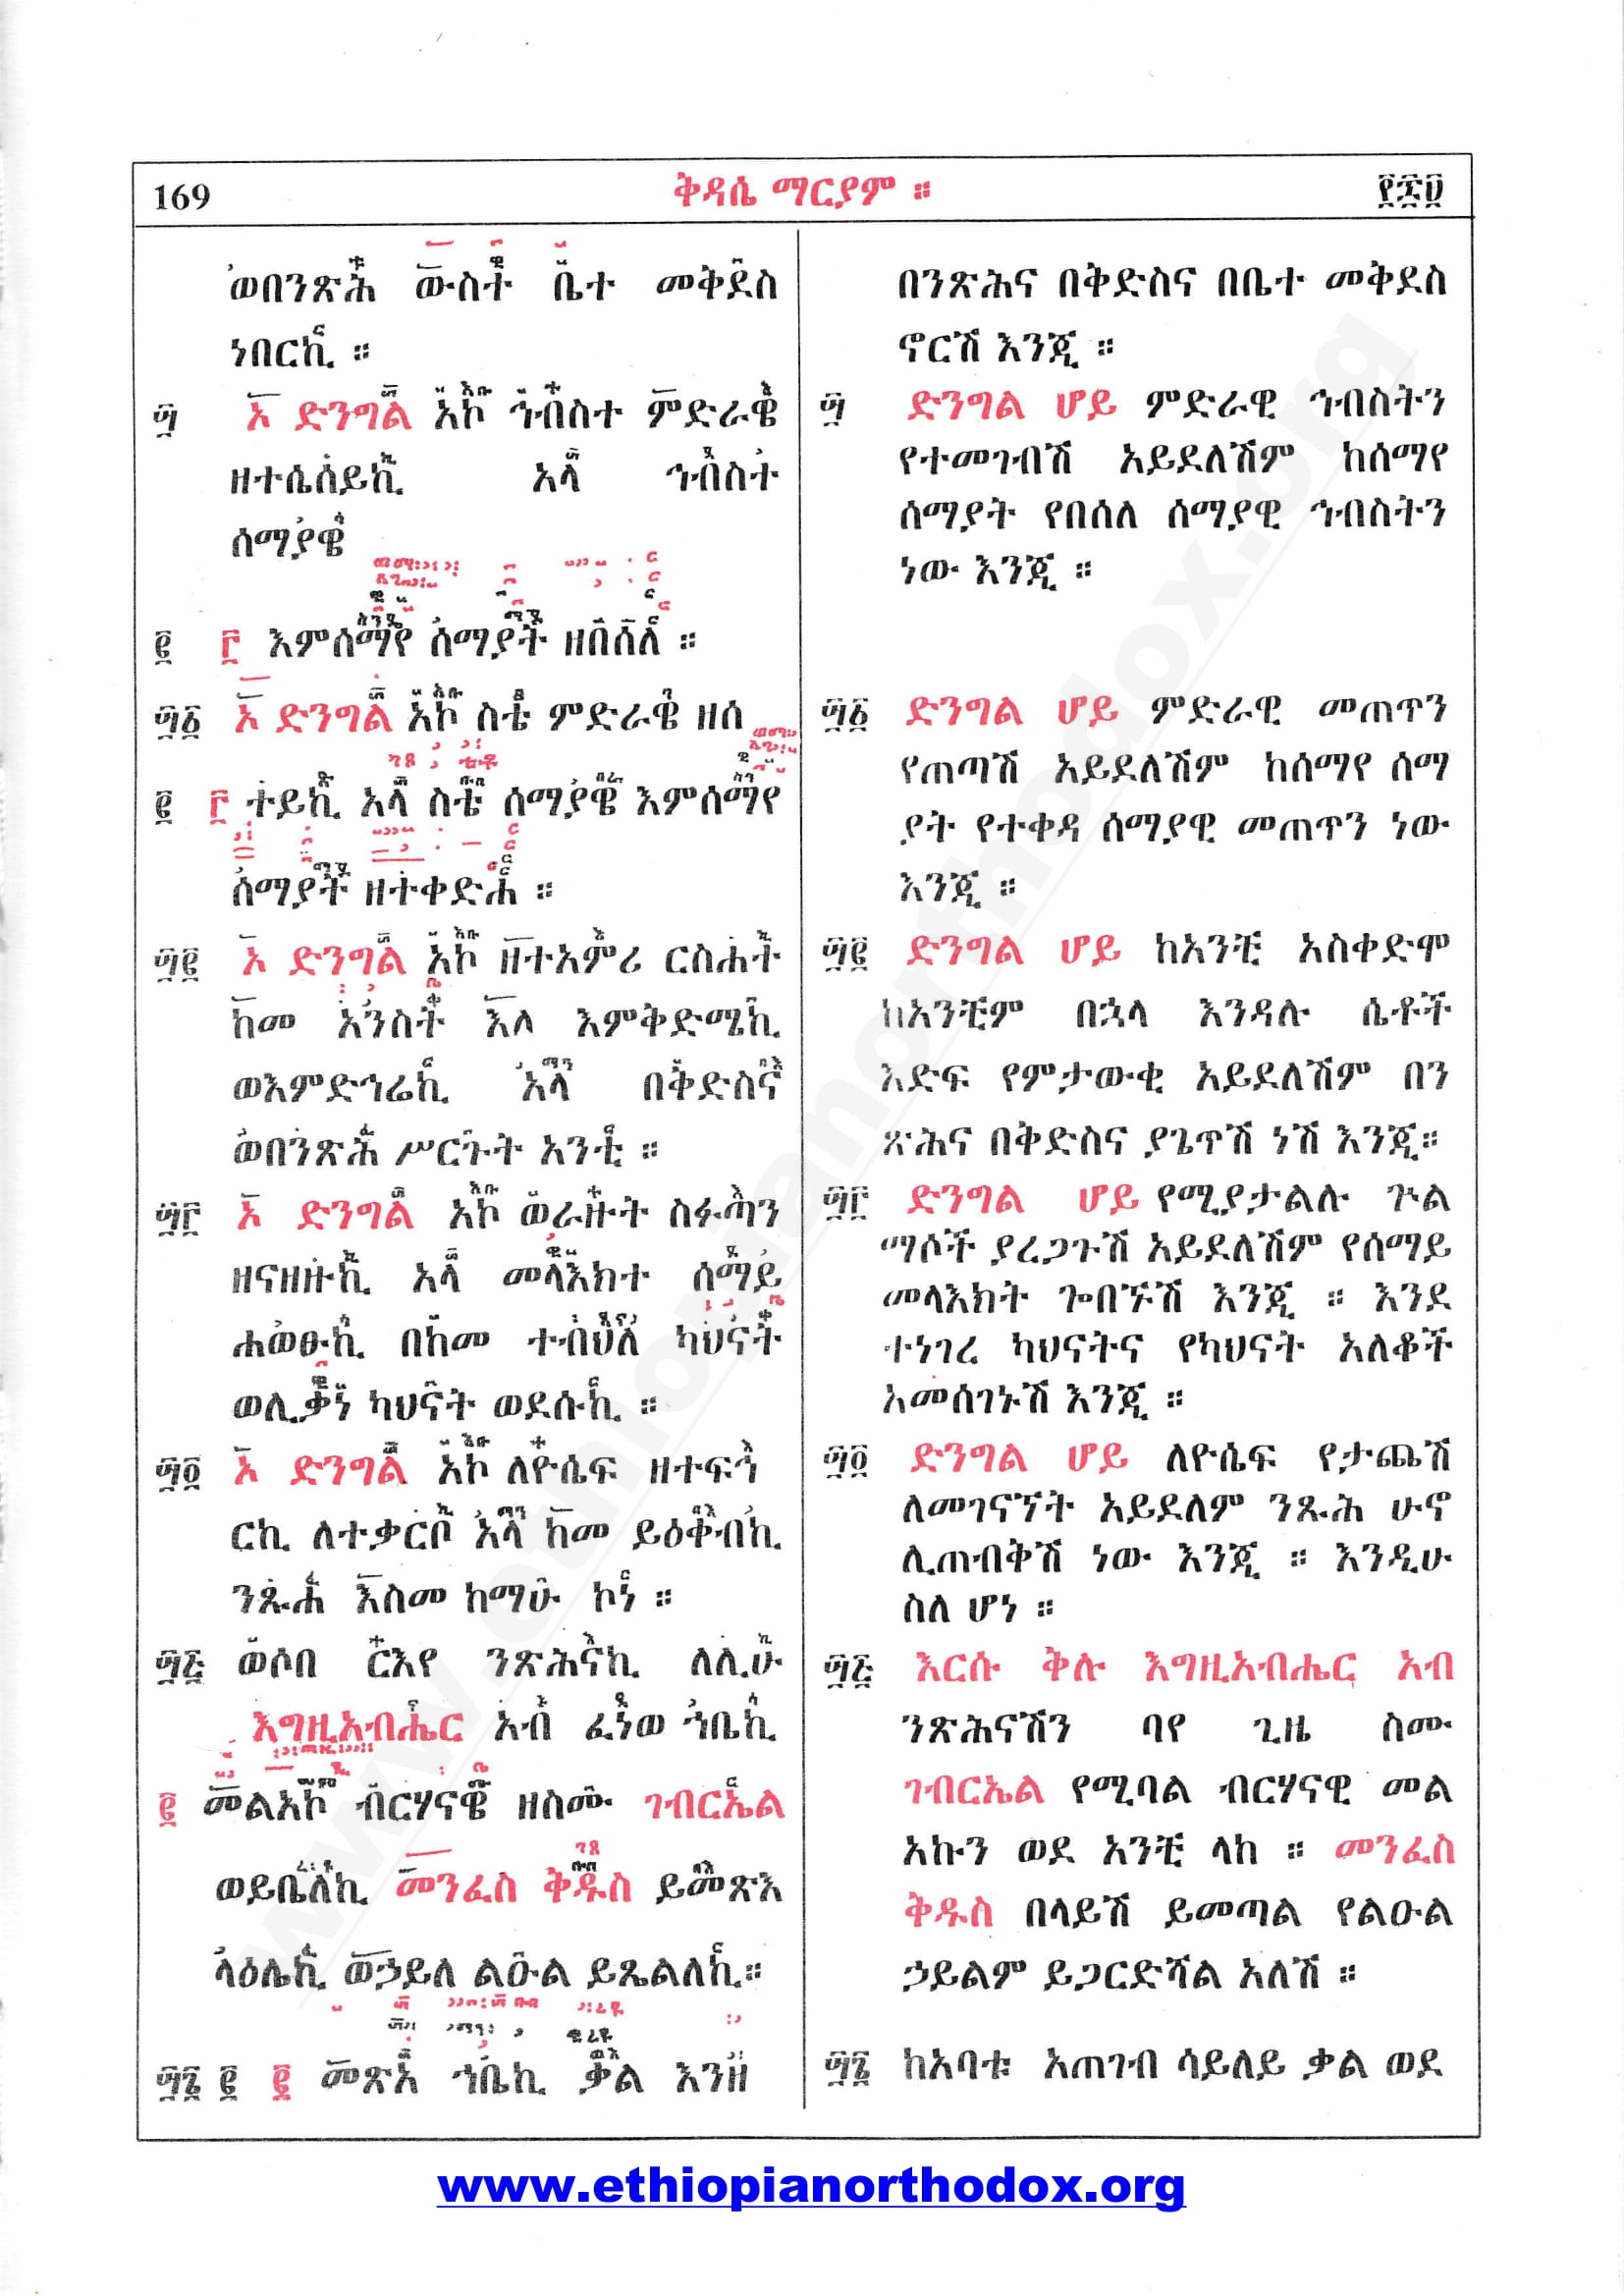 169 ቅዳሴ ማርያም ። ፻፷፱
ወበንጽሕ ውስተ ቤተ መቅደስ
ነበርኪ ።
፵ ኦ ድንግል አኮ ኅብስተ ምድራዌ
ዘተሴሰይኪ አላ ኅብስተ
ሰማያዌ
፪ ፫ እምሰማየ ሰማያት ዘበሰለ ።
፵፩ ኦ ድንግል አኮ ስቴ ምድራዌ ዘሰ
፪ ፫ ተይኪ አላ ስቴ ሰማያዌ እምሰማየ
ሰማያት ዘተቀድሐ ።
፵፪ ኦ ድንግል አኮ ዘተአምሪ ርስሐት
ከመ አንስት እለ እምቅድሜኪ
ወእምድኅሬኪ አላ በቅድስና
ወበንጽሕ ሥርጉት አንቲ ።
፵፫ ኦ ድንግል አኮ ወራዙት ስፉጣን
ዘናዘዙኪ አላ መላእክተ ሰማይ
ሐወፁኪ በከመ ተብህለ ካህናት
ወሊቃነ ካህናት ወደሱኪ ።
፵፬ ኦ ድንግል አኮ ለዮሴፍ ዘተፍኅ
ርኪ ለተቃርቦ አላ ከመ ይዕቀብኪ
ንጹሐ እስመ ከማሁ ኮነ ።
፵፭ ወሶበ ርእየ ንጽሕናኪ ለሊሁ
እግዚአብሔር አብ ፈነወ ኀቤኪ
፪ መልአኮ ብርሃናዌ ዘስሙ ገብርኤል
ወይቤለኪ መንፈስ ቅዱስ ይመጽእ
ላዕሌኪ ወኃይለ ልዑል ይጼልለኪ።
፵፮ ፪ ፪ መጽአ ኀቤኪ ቃል እንዘ
በንጽሕና በቅድስና በቤተ መቅደስ
ኖርሽ እንጂ ።
፵ ድንግል ሆይ ምድራዊ ኅብስትን
የተመገብሽ አይደለሽም ከሰማየ
ሰማያት የበሰለ ሰማያዊ ኅብስትን
ነው እንጂ ።
፵፩ ድንግል ሆይ ምድራዊ መጠጥን
የጠጣሽ አይደለሽም ከሰማየ ሰማ
ያት የተቀዳ ሰማያዊ መጠጥን ነው
እንጂ ።
፵፪ ድንግል ሆይ ከአንቺ አስቀድሞ
ከአንቺም በኋላ እንዳሉ ሴቶች
እድፍ የምታውቂ አይደለሽም በን
ጽሕና በቅድስና ያጌጥሽ ነሽ እንጂ።
፵፫ ድንግል ሆይ የሚያታልሉ ጐል
ማሶች ያረጋጉሽ አይደለሽም የሰማይ
መላእክት ጐበኙሽ እንጂ ። እንደ
ተነገረ ካህናትና የካህናት አለቆች
አመሰገኑሽ እንጂ ።
፵፬ ድንግል ሆይ ለዮሴፍ የታጨሽ
ለመገናኘት አይደለም ንጹሕ ሁኖ
ሊጠብቅሽ ነው እንጂ ። እንዲሁ
ስለ ሆነ ።
፵፭ እርሱ ቅሉ እግዚአብሔር አብ
ንጽሕናሽን ባየ ጊዜ ስሙ
ገብርኤል የሚባል ብርሃናዊ መል
አኩን ወደ አንቺ ላከ ። መንፈስ
ቅዱስ በላይሽ ይመጣል የልዑል
ኃይልም ይጋርድሻል አለሽ ።
፵፮ ከአባቱ አጠገብ ሳይለይ ቃል ወደ
www.ethiopianorthodox.org